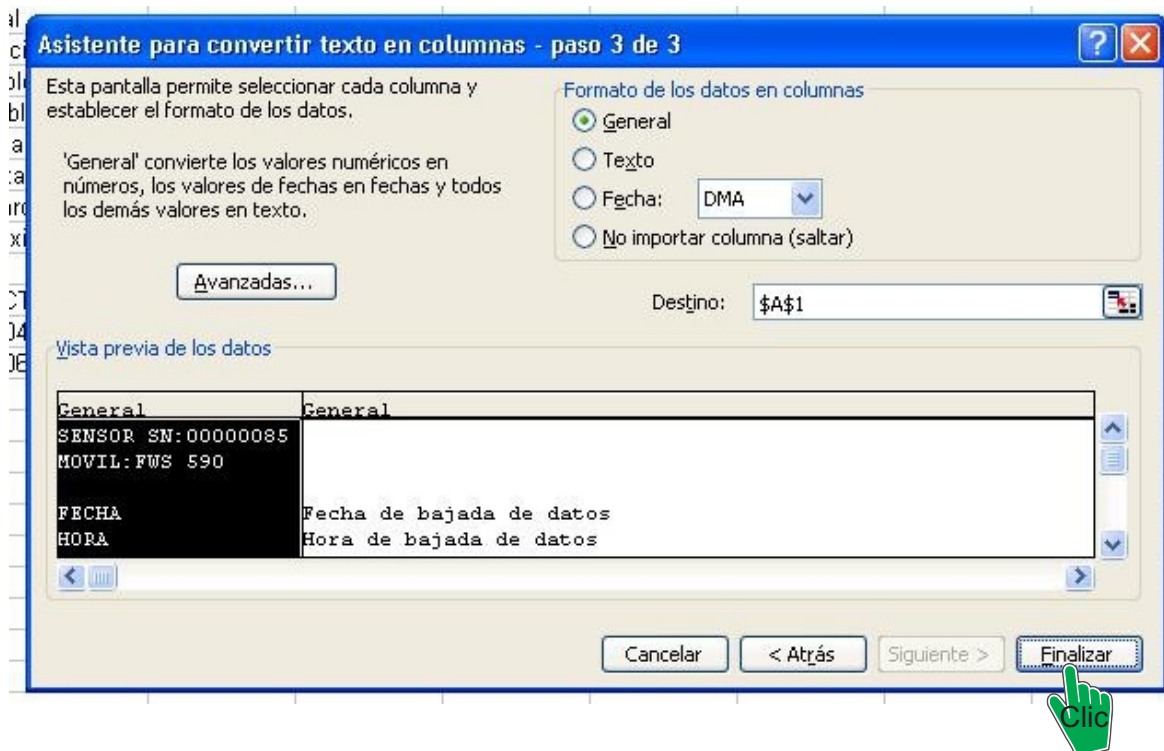 Asistente para convertir texto en columnas - paso 3 de 3
Esta pantalla permite seleccionar cada columna y
establecer el formato de los datos.
'General' convierte los valores numéricos en
números, los valores de fechas en fechas y todos
los demás valores en texto.
Avanzadas...
Formato de los datos en columnas
General
Texto
Fecha: DMA
No importar columna (saltar)
Destino: $A$1
Vista previa de los datos
General General
SENSOR SN:00000085
MOVIL:FWS 590
FECHA Fecha de bajada de datos
HORA Hora de bajada de datos
Cancelar < Atrás Siguiente > Finalizar
Clic